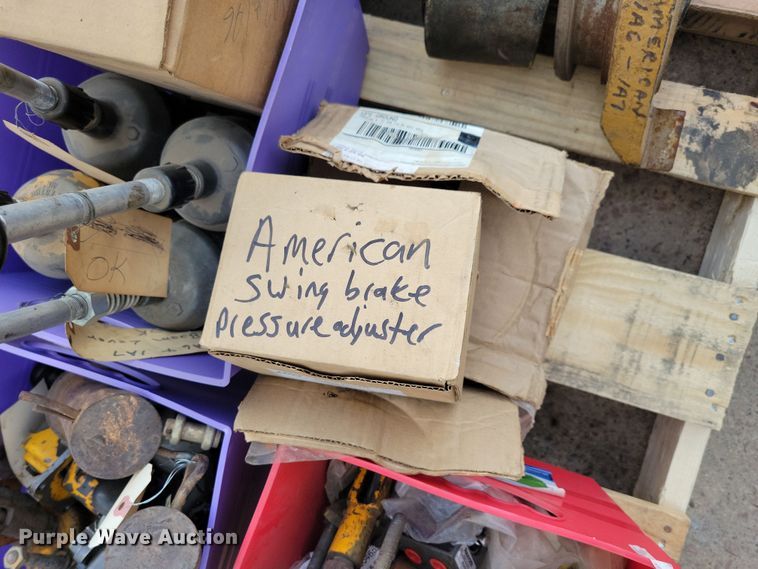 American
swing brake
pressure adjuster
AMERICAN
OK
Purple Wave Auction